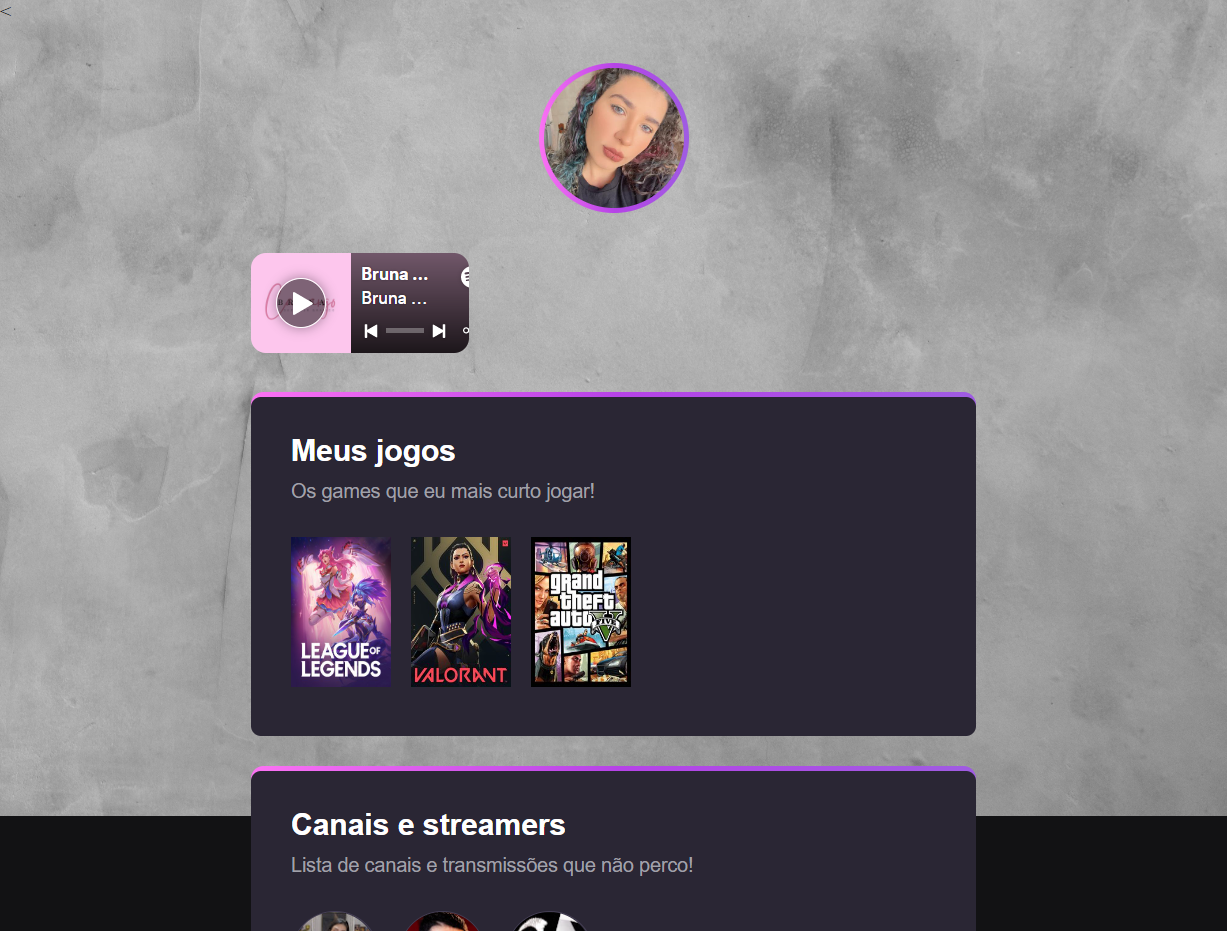 <
Bruna ...
Bruna ...
Meus jogos
Os games que eu mais curto jogar!
LEAGUE OF
LEGENDS
VALORANT
grand
theft
auto
V
FIVE
Canais e streamers
Lista de canais e transmissões que não perco!